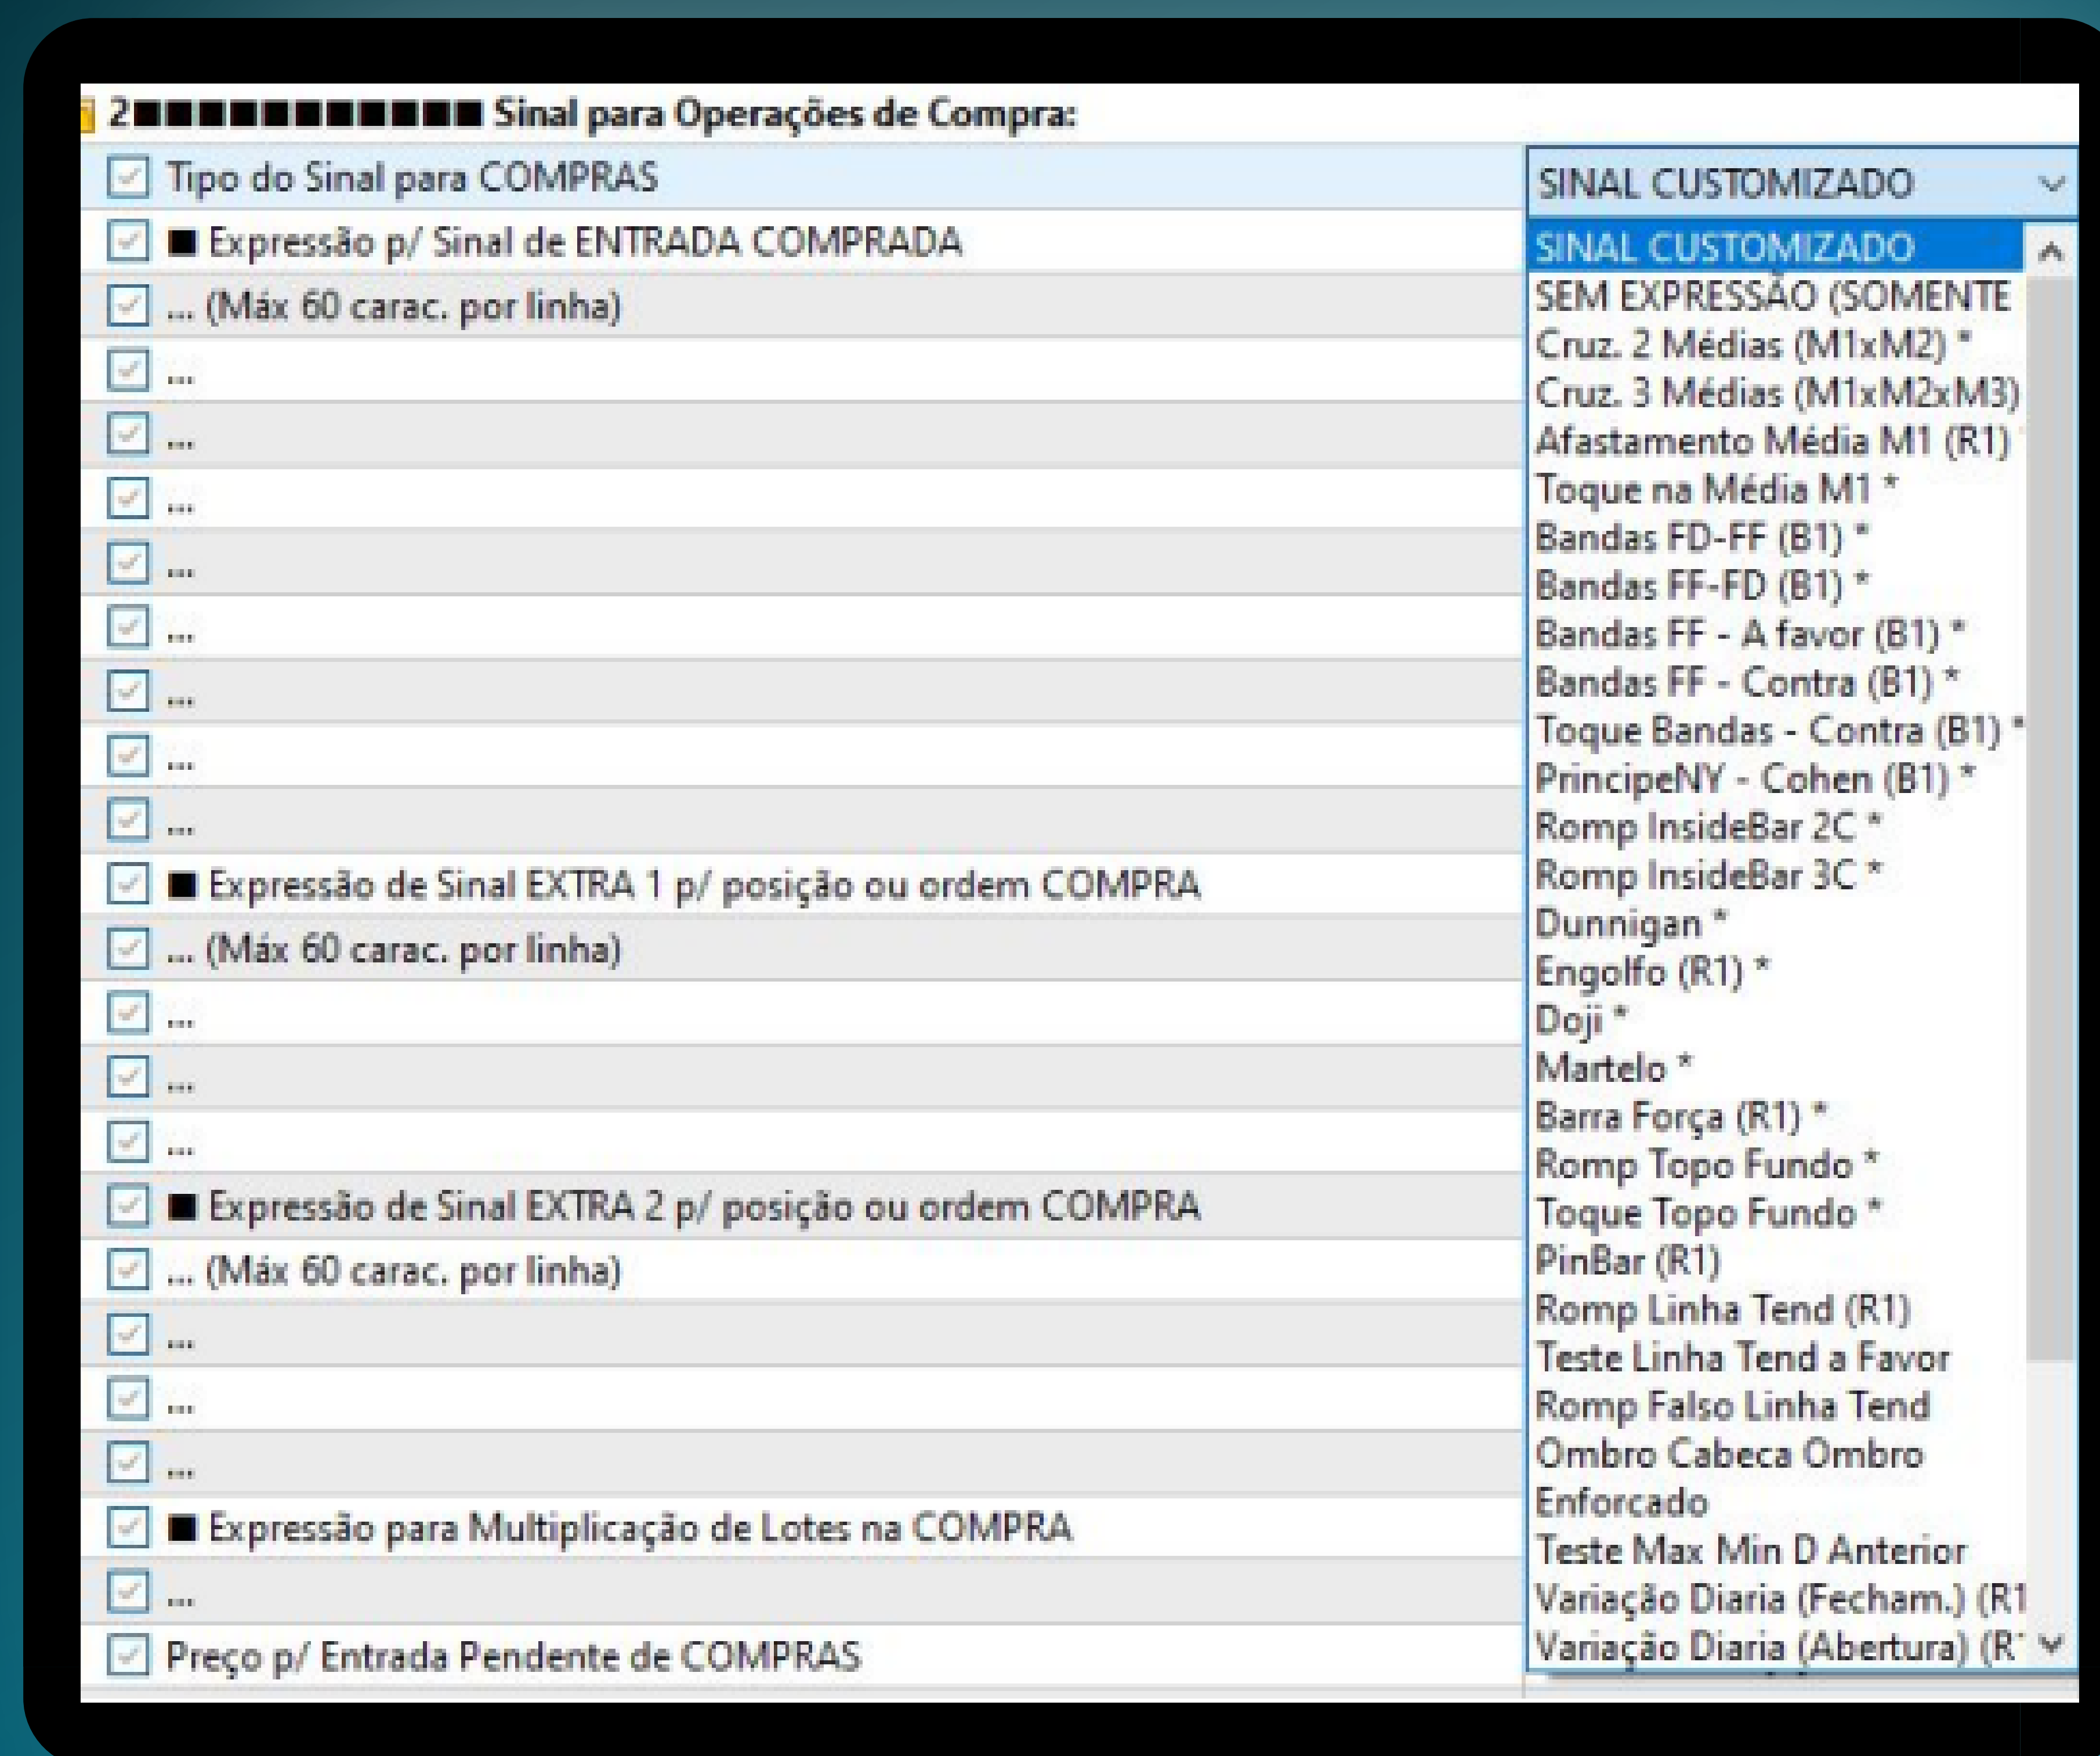 2■■■■■■■■■■■ Sinal para Operações de Compra:
Tipo do Sinal para COMPRAS
■ Expressão p/ Sinal de ENTRADA COMPRADA
... (Máx 60 carac. por linha)
...
...
...
...
...
...
...
...
■ Expressão de Sinal EXTRA 1 p/ posição ou ordem COMPRA
... (Máx 60 carac. por linha)
...
...
...
■ Expressão de Sinal EXTRA 2 p/ posição ou ordem COMPRA
... (Máx 60 carac. por linha)
...
...
...
■ Expressão para Multiplicação de Lotes na COMPRA
...
Preço p/ Entrada Pendente de COMPRAS
SINAL CUSTOMIZADO
SINAL CUSTOMIZADO
SEM EXPRESSÃO (SOMENTE
Cruz. 2 Médias (M1xM2) *
Cruz. 3 Médias (M1xM2xM3)
Afastamento Média M1 (R1)
Toque na Média M1 *
Bandas FD-FF (B1) *
Bandas FF-FD (B1) *
Bandas FF - A favor (B1) *
Bandas FF - Contra (B1) *
Toque Bandas - Contra (B1) *
PrincipeNY - Cohen (B1) *
Romp InsideBar 2C *
Romp InsideBar 3C *
Dunnigan *
Engolfo (R1) *
Doji *
Martelo *
Barra Força (R1) *
Romp Topo Fundo *
Toque Topo Fundo *
PinBar (R1)
Romp Linha Tend (R1)
Teste Linha Tend a Favor
Romp Falso Linha Tend
Ombro Cabeca Ombro
Enforcado
Teste Max Min D Anterior
Variação Diaria (Fecham.) (R1
Variação Diaria (Abertura) (R